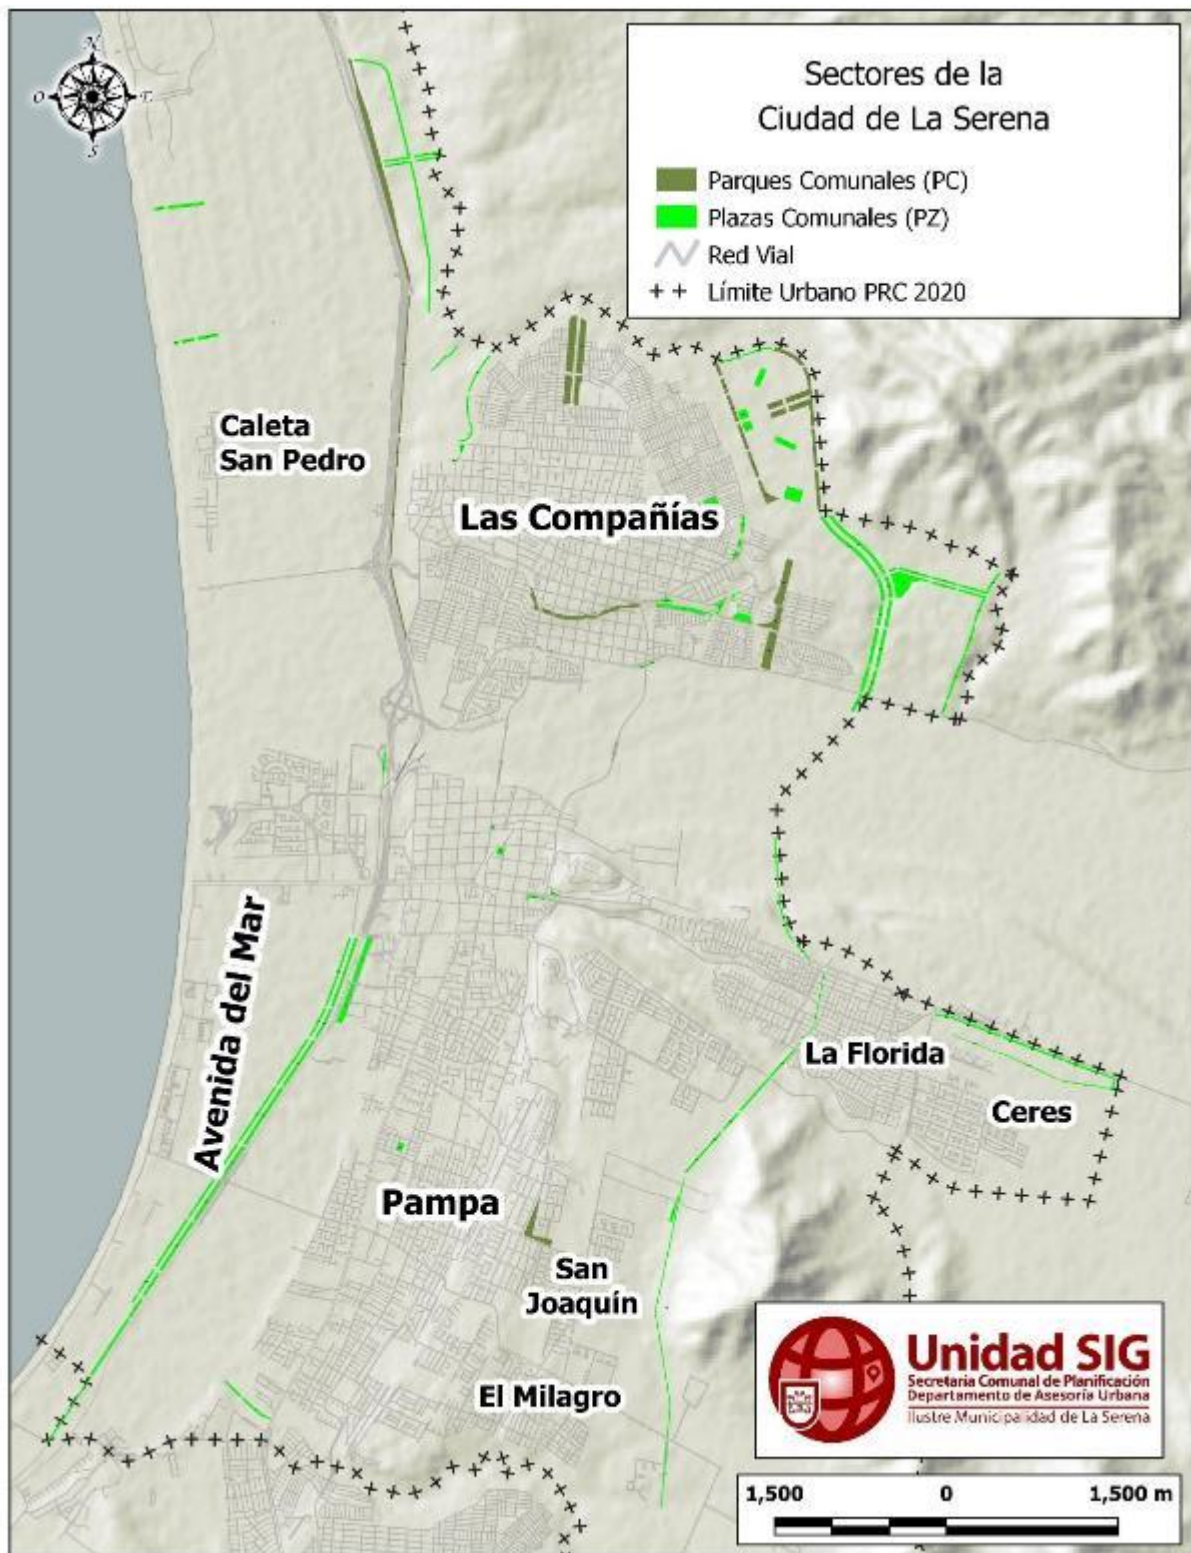 N
O
E
S
Sectores de la
Ciudad de La Serena
Parques Comunales (PC)
Plazas Comunales (PZ)
Red Vial
Límite Urbano PRC 2020
Caleta
San Pedro
Las Compañías
Avenida del Mar
La Florida
Ceres
Pampa
San
Joaquín
El Milagro
Unidad SIG
Secretaría Comunal de Planificación
Departamento de Asesoría Urbana
Ilustre Municipalidad de La Serena
1,500 0 1,500 m